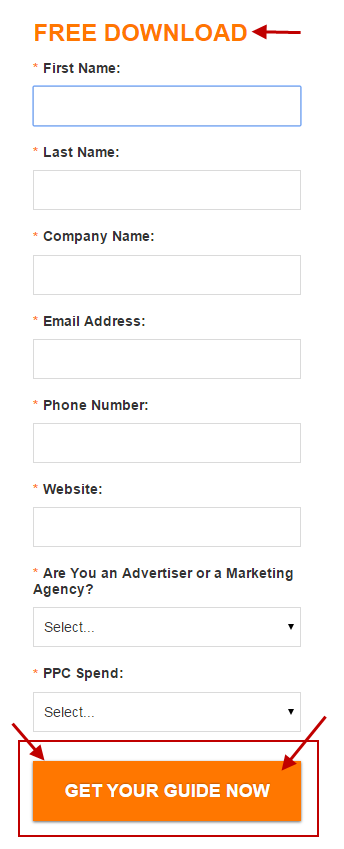 FREE DOWNLOAD
* First Name:
* Last Name:
* Company Name:
* Email Address:
* Phone Number:
* Website:
* Are You an Advertiser or a Marketing
Agency?
Select...
* PPC Spend:
Select...
GET YOUR GUIDE NOW